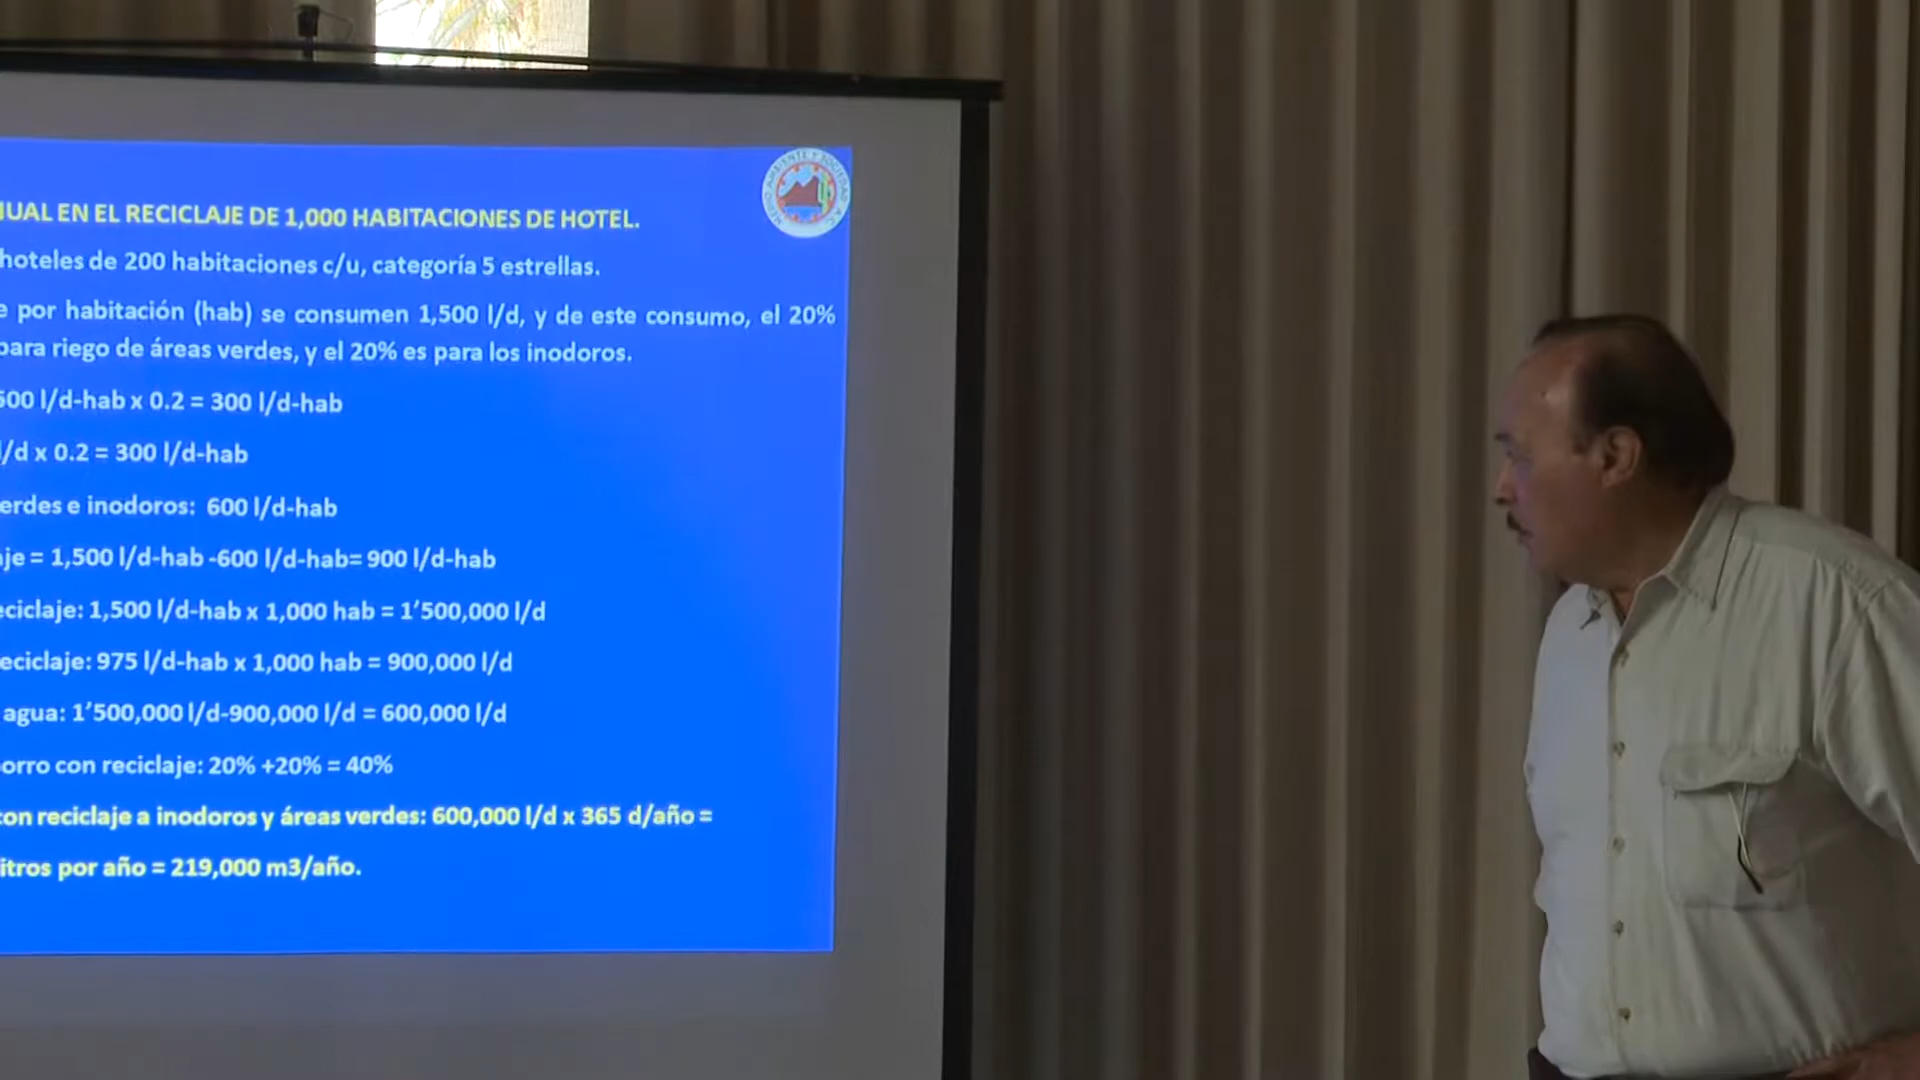 MEDIO AMBIENTE Y SOCIEDAD A.C.
UAL EN EL RECICLAJE DE 1,000 HABITACIONES DE HOTEL.
hoteles de 200 habitaciones c/u, categoría 5 estrellas.
e por habitación (hab) se consumen 1,500 l/d, y de este consumo, el 20%
para riego de áreas verdes, y el 20% es para los inodoros.
500 l/d-hab x 0.2 = 300 l/d-hab
l/d x 0.2 = 300 l/d-hab
erdes e inodoros: 600 l/d-hab
je = 1,500 l/d-hab -600 l/d-hab= 900 l/d-hab
eciclaje: 1,500 l/d-hab x 1,000 hab = 1’500,000 l/d
eciclaje: 975 l/d-hab x 1,000 hab = 900,000 l/d
agua: 1’500,000 l/d-900,000 l/d = 600,000 l/d
orro con reciclaje: 20% +20% = 40%
con reciclaje a inodoros y áreas verdes: 600,000 l/d x 365 d/año =
itros por año = 219,000 m3/año.